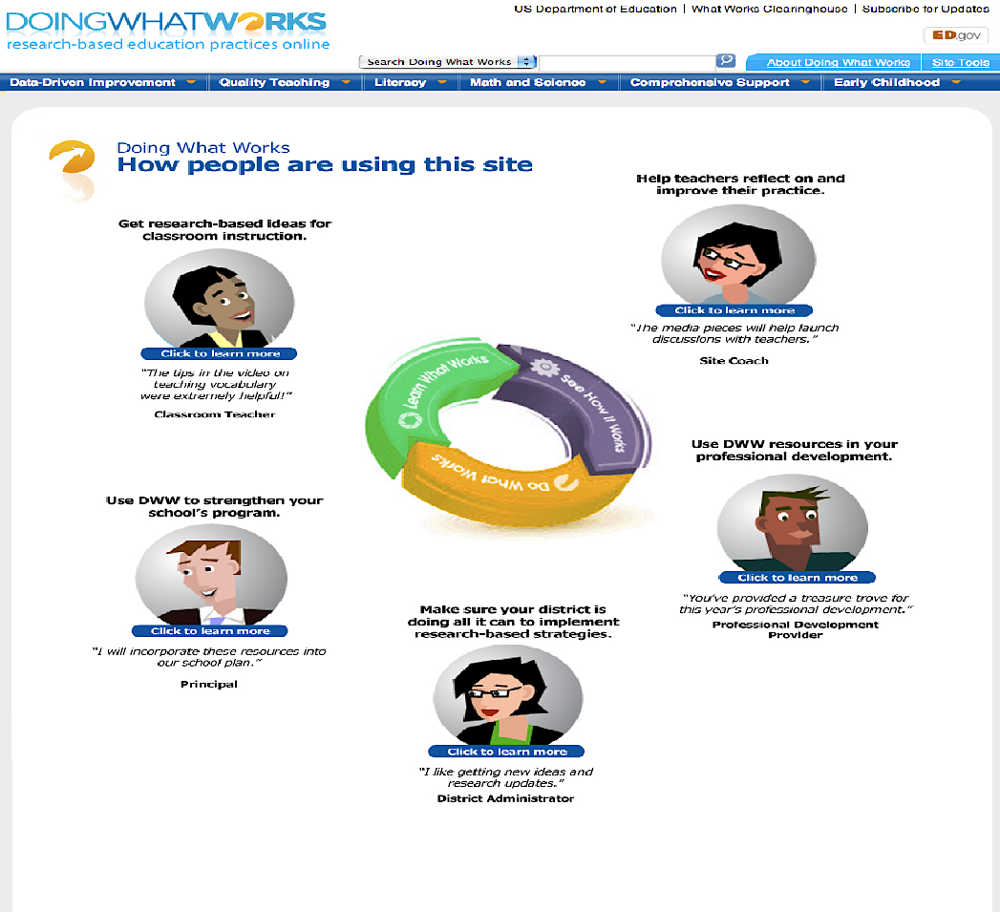 US Department of Education | What Works Clearinghouse | Subscribe for Updates
DOINGWHATWORKS
research-based education practices online
ED.gov
Search Doing What Works
About Doing What Works | Site Tools
Data-Driven Improvement
Quality Teaching
Literacy
Math and Science
Comprehensive Support
Early Childhood
Doing What Works
How people are using this site
Get research-based ideas for
classroom instruction.
Click to learn more
“The tips in the video on
teaching vocabulary
were extremely helpful!”
Classroom Teacher
Help teachers reflect on and
improve their practice.
Click to learn more
“The media pieces will help launch
discussions with teachers.”
Site Coach
Learn What Works
See How It Works
Do What Works
Use DWW to strengthen your
school's program.
Click to learn more
“I will incorporate these resources into
our school plan.”
Principal
Use DWW resources in your
professional development.
Click to learn more
“You've provided a treasure trove for
this year's professional development.”
Professional Development
Provider
Make sure your district is
doing all it can to implement
research-based strategies.
Click to learn more
“I like getting new ideas and
research updates.”
District Administrator